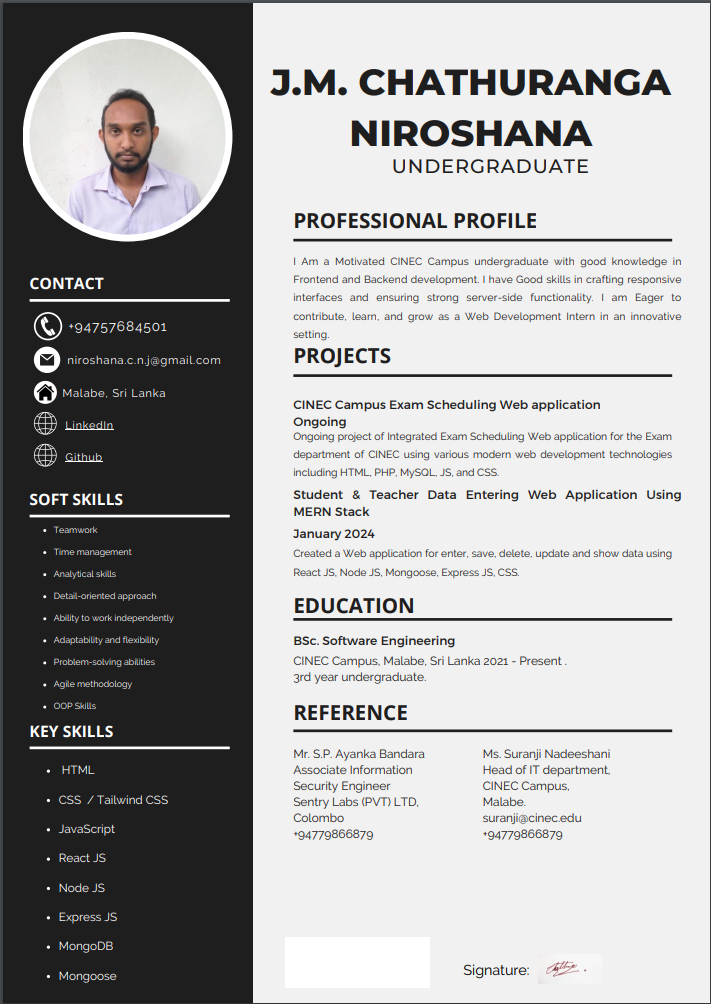 J.M. CHATHURANGA
NIROSHANA
UNDERGRADUATE
CONTACT
+94757684501
niroshana.c.n.j@gmail.com
Malabe, Sri Lanka
LinkedIn
Github
SOFT SKILLS
Teamwork
Time management
Analytical skills
Detail-oriented approach
Ability to work independently
Adaptability and flexibility
Problem-solving abilities
Agile methodology
OOP Skills
KEY SKILLS
HTML
CSS / Tailwind CSS
JavaScript
React JS
Node JS
Express JS
MongoDB
Mongoose
PROFESSIONAL PROFILE
I Am a Motivated CINEC Campus undergraduate with good knowledge in
Frontend and Backend development. I have Good skills in crafting responsive
interfaces and ensuring strong server-side functionality. I am Eager to
contribute, learn, and grow as a Web Development Intern in an innovative
setting.
PROJECTS
CINEC Campus Exam Scheduling Web application
Ongoing
Ongoing project of Integrated Exam Scheduling Web application for the Exam
department of CINEC using various modern web development technologies
including HTML, PHP, MySQL, JS, and CSS.
Student & Teacher Data Entering Web Application Using
MERN Stack
January 2024
Created a Web application for enter, save, delete, update and show data using
React JS, Node JS, Mongoose, Express JS, CSS.
EDUCATION
BSc. Software Engineering
CINEC Campus, Malabe, Sri Lanka 2021 - Present .
3rd year undergraduate.
REFERENCE
Mr. S.P. Ayanka Bandara
Associate Information
Security Engineer
Sentry Labs (PVT) LTD,
Colombo
+94779866879
Ms. Suranji Nadeeshani
Head of IT department,
CINEC Campus,
Malabe.
suranji@cinec.edu
+94779866879
Signature: